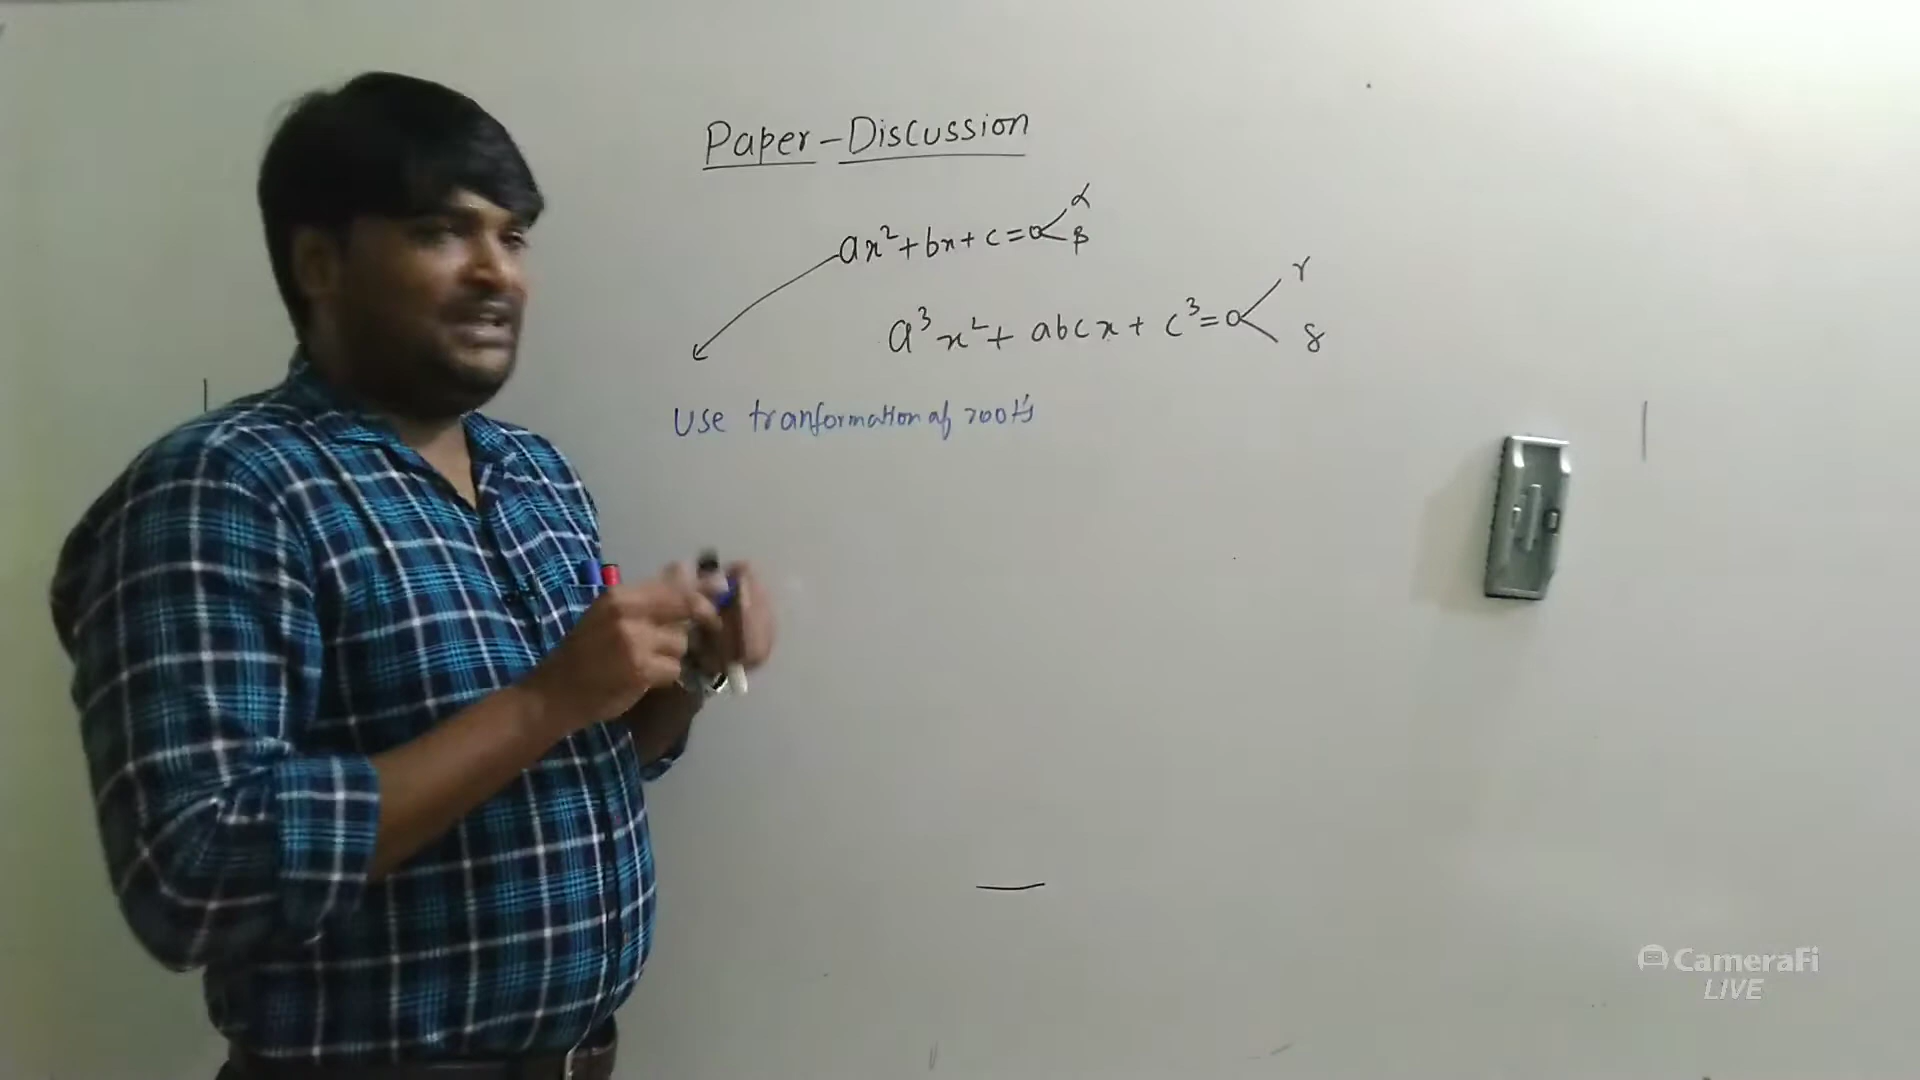 Paper-Discussion
ax²+bx+c=0 α β
a³x²+abcx+c³=0 γ δ
Use tranformation of root's
CameraFi
LIVE